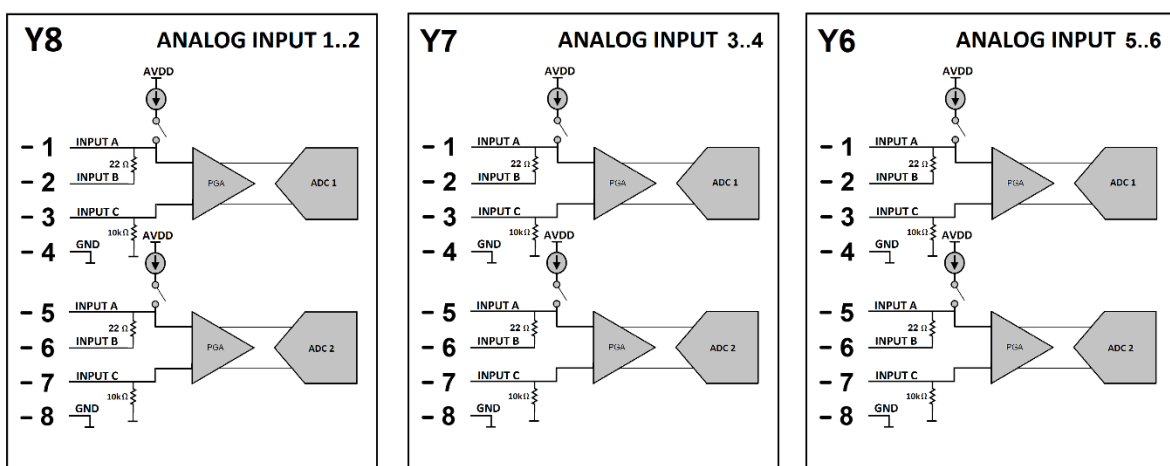 Y8 ANALOG INPUT 1..2
AVDD
- 1 INPUT A
22 Ω
- 2 INPUT B
PGA
ADC 1
- 3 INPUT C
10kΩ
- 4 GND
AVDD
- 5 INPUT A
22 Ω
- 6 INPUT B
PGA
ADC 2
- 7 INPUT C
10kΩ
- 8 GND
Y7 ANALOG INPUT 3..4
AVDD
- 1 INPUT A
22 Ω
- 2 INPUT B
PGA
ADC 1
- 3 INPUT C
10kΩ
- 4 GND
AVDD
- 5 INPUT A
22 Ω
- 6 INPUT B
PGA
ADC 2
- 7 INPUT C
10kΩ
- 8 GND
Y6 ANALOG INPUT 5..6
AVDD
- 1 INPUT A
22 Ω
- 2 INPUT B
PGA
ADC 1
- 3 INPUT C
10kΩ
- 4 GND
AVDD
- 5 INPUT A
22 Ω
- 6 INPUT B
PGA
ADC 2
- 7 INPUT C
10kΩ
- 8 GND